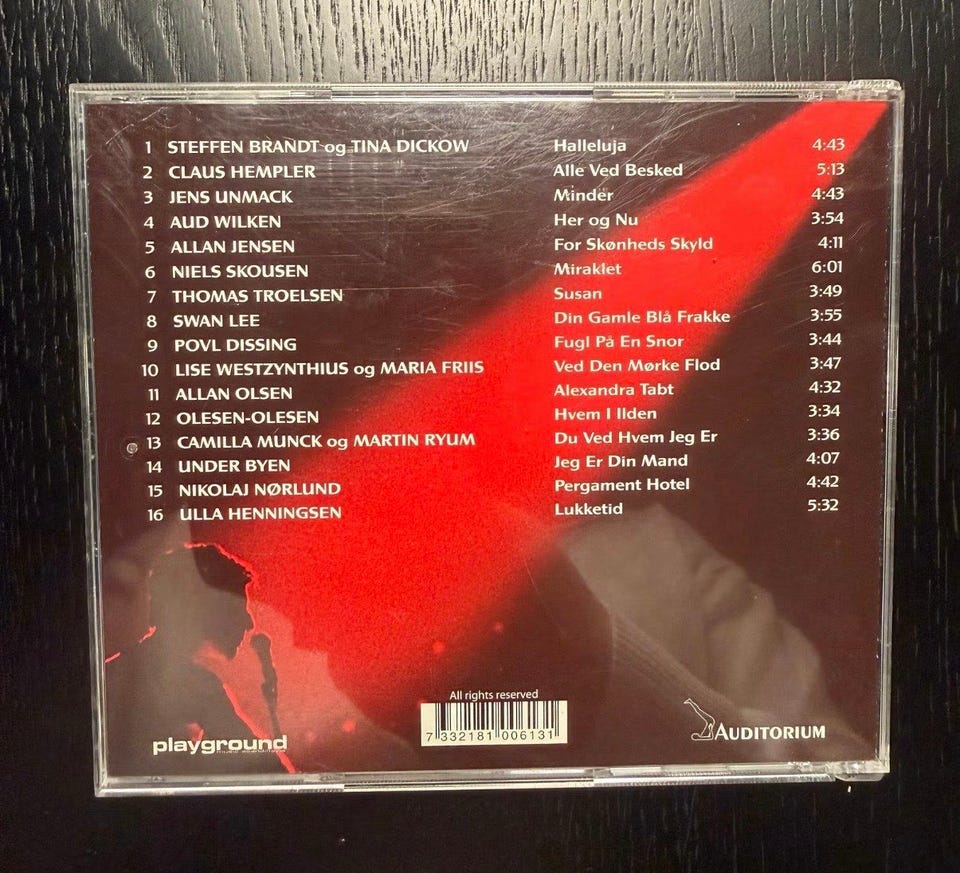 1 STEFFEN BRANDT og TINA DICKOW Halleluja 4:43
2 CLAUS HEMPLER Alle Ved Besked 5:13
3 JENS UNMACK Minder 4:43
4 AUD WILKEN Her og Nu 3:54
5 ALLAN JENSEN For Skønheds Skyld 4:11
6 NIELS SKOUSEN Miraklet 6:01
7 THOMAS TROELSEN Susan 3:49
8 SWAN LEE Din Gamle Blå Frakke 3:55
9 POVL DISSING Fugl På En Snor 3:44
10 LISE WESTZYNTHIUS og MARIA FRIIS Ved Den Mørke Flod 3:47
11 ALLAN OLSEN Alexandra Tabt 4:32
12 OLESEN-OLESEN Hvem I Ilden 3:34
13 CAMILLA MUNCK og MARTIN RYUM Du Ved Hvem Jeg Er 3:36
14 UNDER BYEN Jeg Er Din Mand 4:07
15 NIKOLAJ NØRLUND Pergament Hotel 4:42
16 ULLA HENNINGSEN Lukketid 5:32
All rights reserved
7 332181 006131
playground
AUDITORIUM